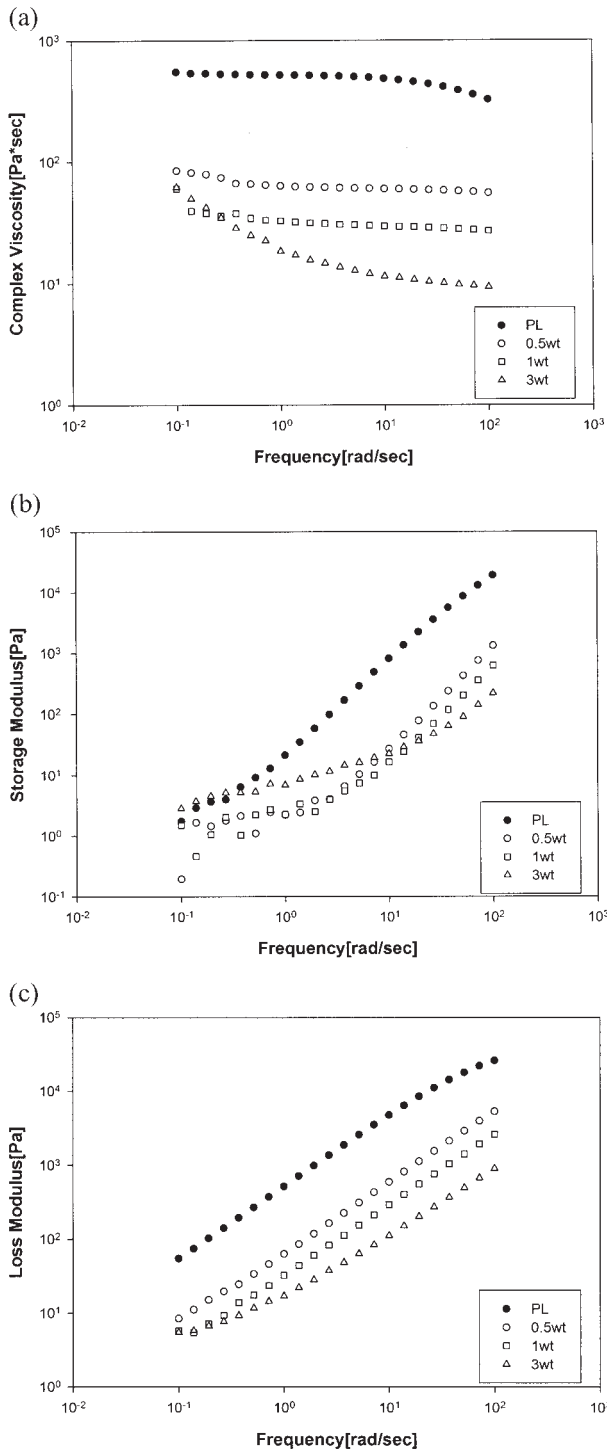 (a)
10³
10²
10¹
10⁰
Complex Viscosity[Pa*sec]
PL
0.5wt
1wt
3wt
10⁻² 10⁻¹ 10⁰ 10¹ 10² 10³
Frequency[rad/sec]
(b)
10⁵
10⁴
10³
10²
10¹
10⁰
10⁻¹
Storage Modulus[Pa]
PL
0.5wt
1wt
3wt
10⁻² 10⁻¹ 10⁰ 10¹ 10² 10³
Frequency[rad/sec]
(c)
10⁵
10⁴
10³
10²
10¹
10⁰
Loss Modulus[Pa]
PL
0.5wt
1wt
3wt
10⁻² 10⁻¹ 10⁰ 10¹ 10²
Frequency[rad/sec]